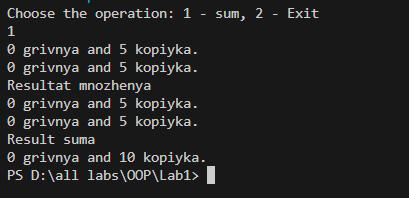 Choose the operation: 1 - sum, 2 - Exit
1
0 grivnya and 5 kopiyka.
0 grivnya and 5 kopiyka.
Resultat mnozhenya
0 grivnya and 5 kopiyka.
0 grivnya and 5 kopiyka.
Result suma
0 grivnya and 10 kopiyka.
PS D:\all labs\OOP\Lab1>